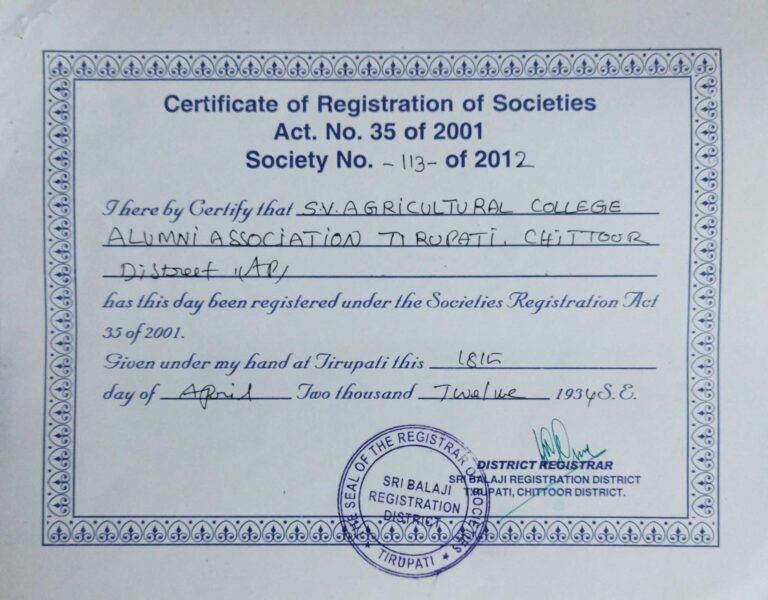 Certificate of Registration of Societies
Act. No. 35 of 2001
Society No. -113- of 2012
I here by Certify that S.V. AGRICULTURAL COLLEGE
ALUMNI ASSOCIATION TIRUPATI. CHITTOOR
District (AP)
has this day been registered under the Societies Registration Act
35 of 2001.
Given under my hand at Tirupati this 18th
day of April Two thousand Twelve 1934 S.E.
DISTRICT REGISTRAR
SRI BALAJI REGISTRATION DISTRICT
TIRUPATI, CHITTOOR DISTRICT.
THE SEAL OF THE REGISTRAR OF SOCIETIES
SRI BALAJI
REGISTRATION
DISTRICT
★ TIRUPATI ★